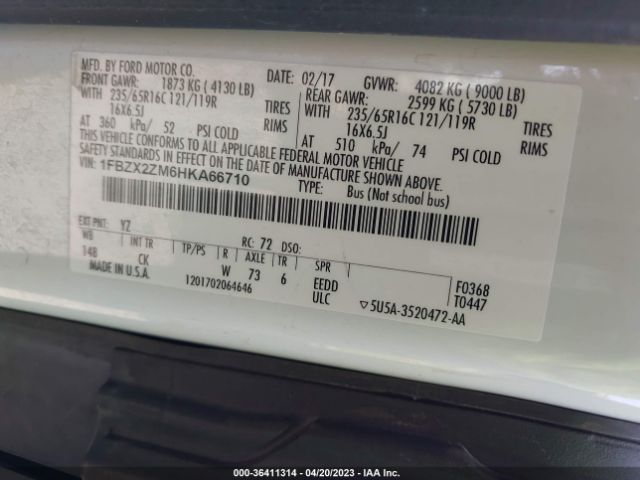 MFD. BY FORD MOTOR CO.
DATE: 02/17 GVWR: 4082 KG ( 9000 LB)
FRONT GAWR: 1873 KG ( 4130 LB) REAR GAWR: 2599 KG ( 5730 LB)
WITH 235/65R16C 121/119R TIRES WITH 235/65R16C 121/119R TIRES
16X6.5J RIMS 16X6.5J RIMS
AT 360 kPa/ 52 PSI COLD AT 510 kPa/ 74 PSI COLD
THIS VEHICLE CONFORMS TO ALL APPLICABLE FEDERAL MOTOR VEHICLE
SAFETY STANDARDS IN EFFECT ON THE DATE OF MANUFACTURE SHOWN ABOVE.
VIN: 1FBZX2ZM6HKA66710
TYPE: Bus (Not School bus)
EXT PNT: YZ RC: 72 DSO:
WB INT TR TP/PS R AXLE TR SPR
148 CK W 73 6 EEDD F0368
MADE IN U.S.A. 1201702064646 ULC T0447
▽5U5A-3520472-AA
000-36411314 - 04/20/2023 - IAA Inc.